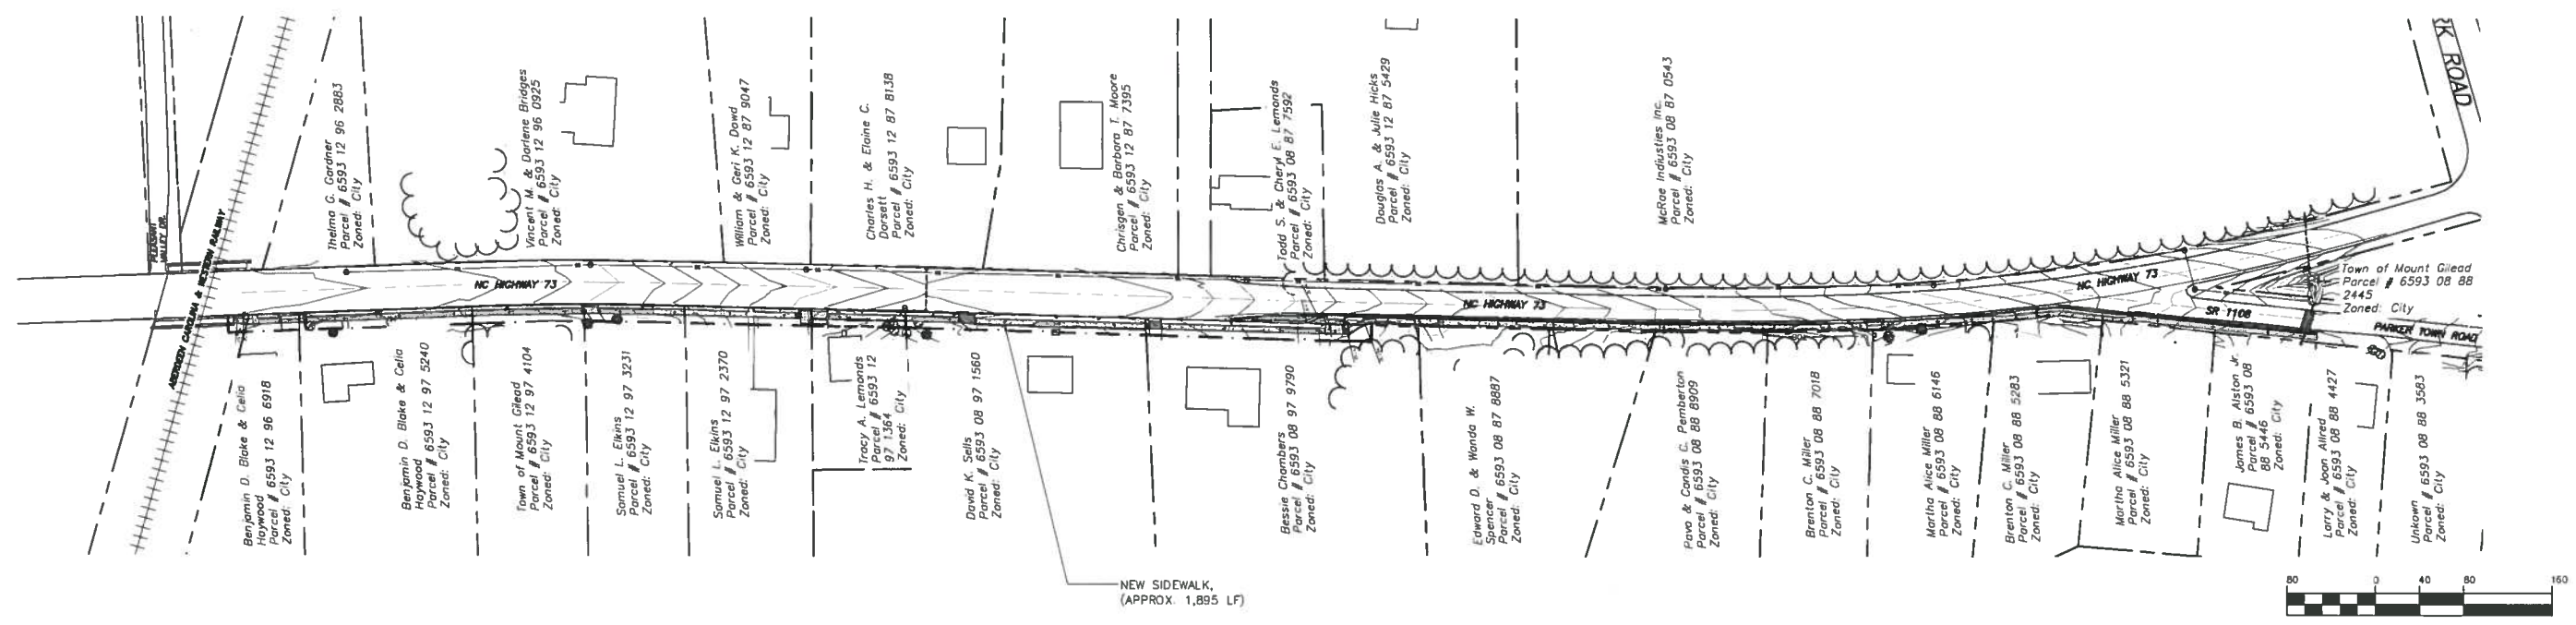 PLEASANT
VALLEY DR.
ABERDEEN CAROLINA & WESTERN RAILWAY
Thelma G. Gardner
Parcel # 6593 12 96 2883
Zoned: City
Vincent M. & Darlene Bridges
Parcel # 6593 12 96 0925
Zoned: City
William & Geri K. Dowd
Parcel # 6593 12 87 9047
Zoned: City
Charles H. & Elaine C.
Dorsett
Parcel # 6593 12 87 8138
Zoned: City
Chrisgen & Barbara T. Moore
Parcel # 6593 12 87 7395
Zoned: City
Todd S. & Cheryl E. Lemonds
Parcel # 6593 08 87 7592
Zoned: City
Douglas A. & Julie Hicks
Parcel # 6593 12 87 5429
Zoned: City
McRae Indiusties Inc.
Parcel # 6593 08 87 0543
Zoned: City
RK ROAD
NC HIGHWAY 73
NC HIGHWAY 73
NC HIGHWAY 73
Town of Mount Gilead
Parcel # 6593 08 88
2445
Zoned: City
SR 1108
PARKER TOWN ROAD
Benjamin D. Blake & Celia
Haywood
Parcel # 6593 12 96 6918
Zoned: City
Benjamin D. Blake & Celia
Haywood
Parcel # 6593 12 97 5240
Zoned: City
Town of Mount Gilead
Parcel # 6593 12 97 4104
Zoned: City
Samuel L. Elkins
Parcel # 6593 12 97 3231
Zoned: City
Samuel L. Elkins
Parcel # 6593 12 97 2370
Zoned: City
Tracy A. Lemonds
Parcel # 6593 12
97 1364
Zoned: City
David K. Sells
Parcel # 6593 08 97 1560
Zoned: City
Bessie Chambers
Parcel # 6593 08 97 9790
Zoned: City
Edward D. & Wanda W.
Spencer
Parcel # 6593 08 87 8887
Zoned: City
Pavo & Candis C. Pemberton
Parcel # 6593 08 88 8909
Zoned: City
Brenton C. Miller
Parcel # 6593 08 88 7018
Zoned: City
Martha Alice Miller
Parcel # 6593 08 88 6146
Zoned: City
Brenton C. Miller
Parcel # 6593 08 88 5283
Zoned: City
Martha Alice Miller
Parcel # 6593 08 88 5321
Zoned: City
James B. Alston Jr.
Parcel # 6593 08
88 5446
Zoned: City
Larry & Joan Allred
Parcel # 6593 08 88 4427
Zoned: City
Unkown
Parcel # 6593 08 88 3583
Zoned: City
NEW SIDEWALK,
(APPROX. 1,895 LF)
80 0 40 80 160